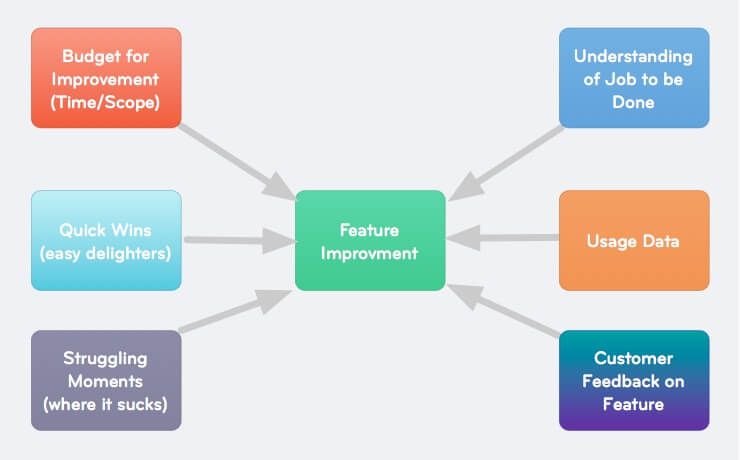 Budget for
Improvement
(Time/Scope)
Understanding
of Job to be
Done
Quick Wins
(easy delighters)
Feature
Improvment
Usage Data
Struggling
Moments
(where it sucks)
Customer
Feedback on
Feature